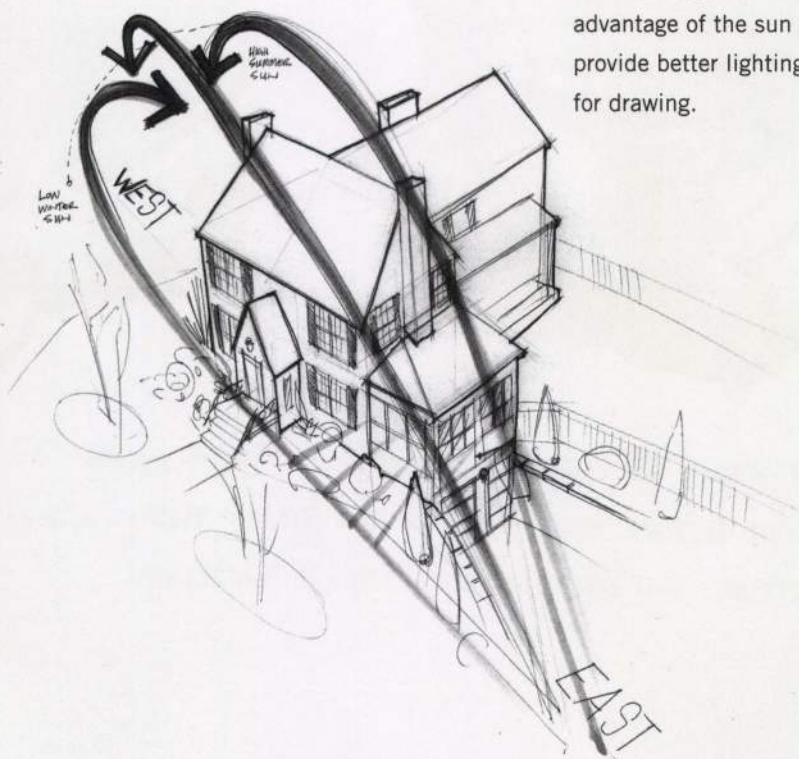 advantage of the sun
provide better lighting
for drawing.
HIGH
SUMMER
SUN
LOW
WINTER
SUN
WEST
EAST